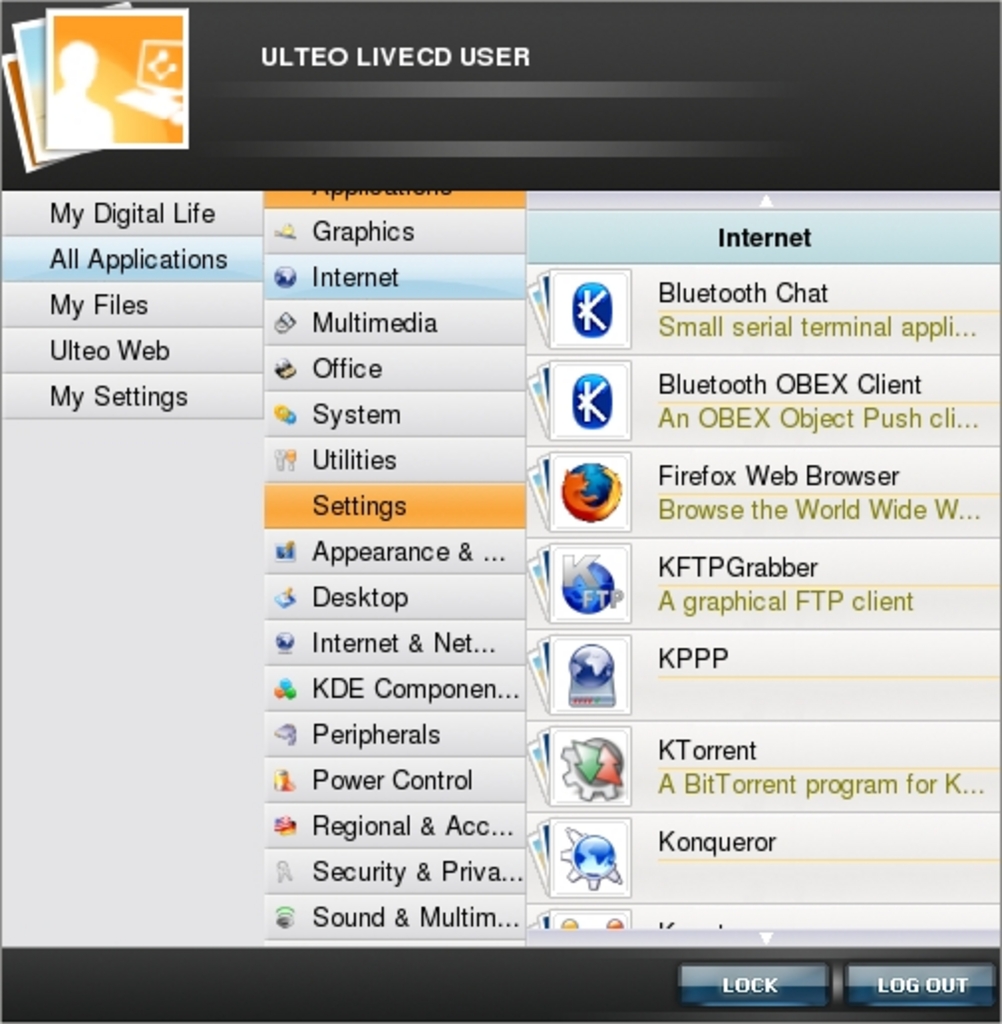 ULTEO LIVECD USER
My Digital Life
All Applications
My Files
Ulteo Web
My Settings
Applications
Graphics
Internet
Multimedia
Office
System
Utilities
Settings
Appearance & ...
Desktop
Internet & Net...
KDE Componen...
Peripherals
Power Control
Regional & Acc...
Security & Priva...
Sound & Multim...
Internet
Bluetooth Chat
Small serial terminal appli...
Bluetooth OBEX Client
An OBEX Object Push cli...
Firefox Web Browser
Browse the World Wide W...
KFTPGrabber
A graphical FTP client
KPPP
KTorrent
A BitTorrent program for K...
Konqueror
LOCK
LOG OUT